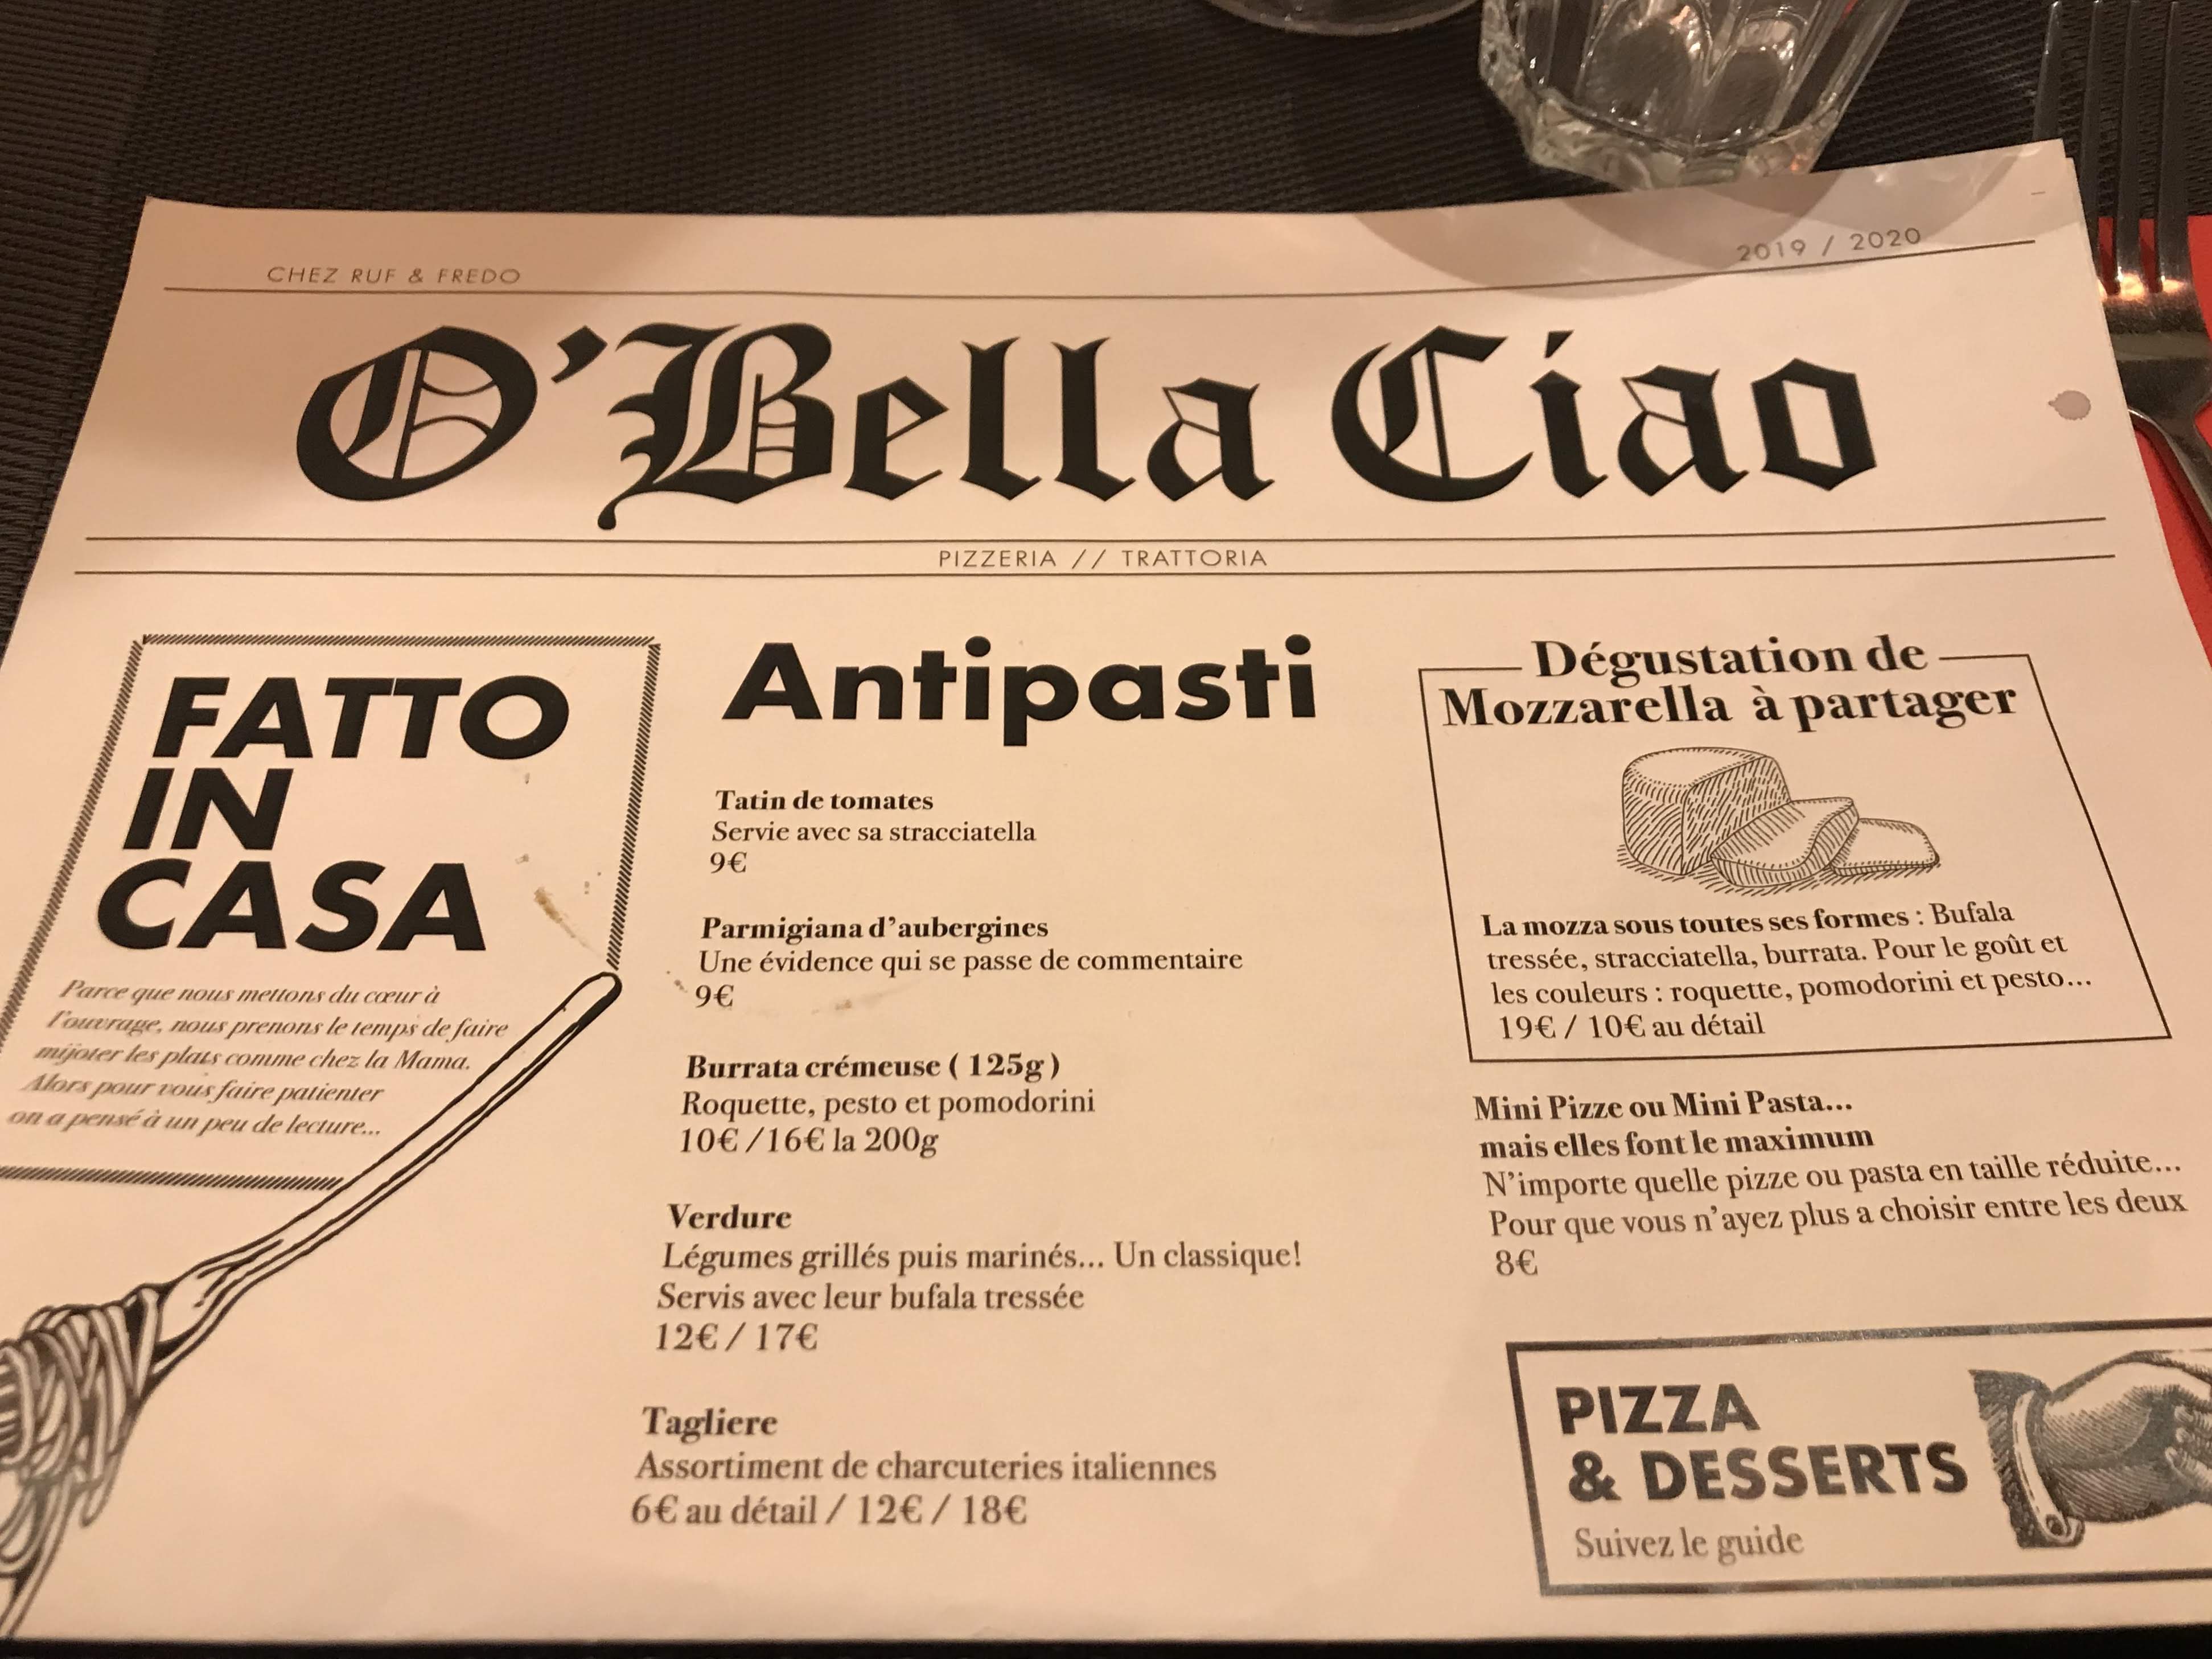 CHEZ RUF & FREDO
2019 / 2020
O'Bella Ciao
PIZZERIA // TRATTORIA
FATTO
IN
CASA
Parce que nous mettons du cœur à
l'ouvrage, nous prenons le temps de faire
mijoter les plats comme chez la Mama.
Alors pour vous faire patienter
on a pensé à un peu de lecture...
Antipasti
Tatin de tomates
Servie avec sa stracciatella
9€
Parmigiana d'aubergines
Une évidence qui se passe de commentaire
9€
Burrata crémeuse ( 125g )
Roquette, pesto et pomodorini
10€ /16€ la 200g
Verdure
Légumes grillés puis marinés... Un classique!
Servis avec leur bufala tressée
12€ / 17€
Tagliere
Assortiment de charcuteries italiennes
6€ au détail / 12€ / 18€
Dégustation de
Mozzarella à partager
La mozza sous toutes ses formes : Bufala
tressée, stracciatella, burrata. Pour le goût et
les couleurs : roquette, pomodorini et pesto...
19€ / 10€ au détail
Mini Pizze ou Mini Pasta...
mais elles font le maximum
N'importe quelle pizze ou pasta en taille réduite...
Pour que vous n'ayez plus a choisir entre les deux
8€
PIZZA
& DESSERTS
Suivez le guide